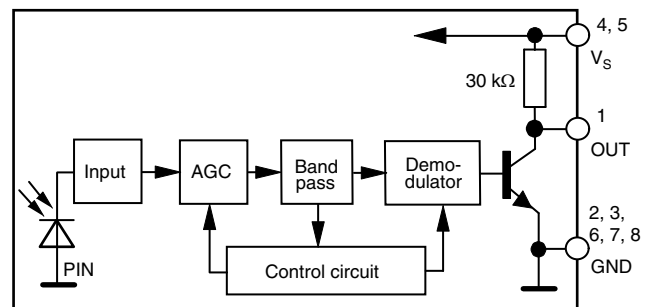 4, 5
V_S
30 kΩ
1
OUT
Input
AGC
Band
pass
Demo-
dulator
2, 3,
6, 7, 8
GND
PIN
Control circuit